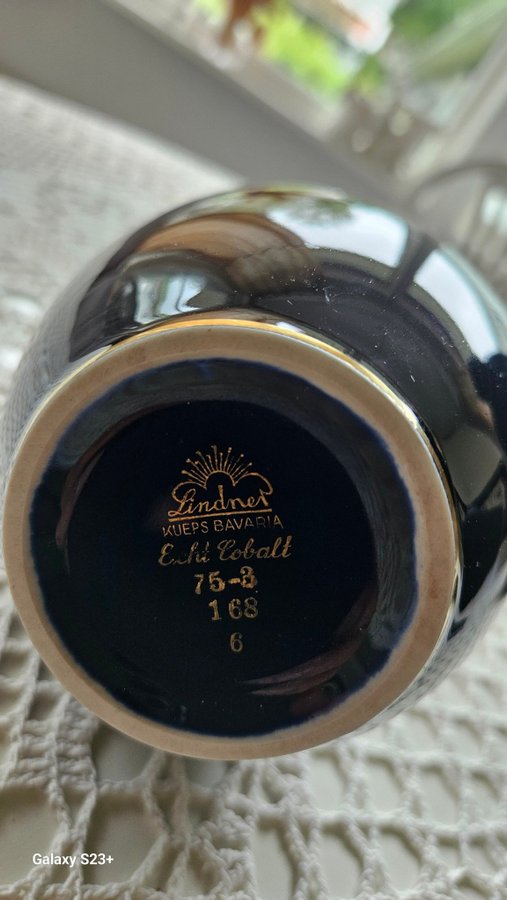 Lindner
KUEPS BAVARIA
Echt Cobalt
75-3
168
6
Galaxy S23+